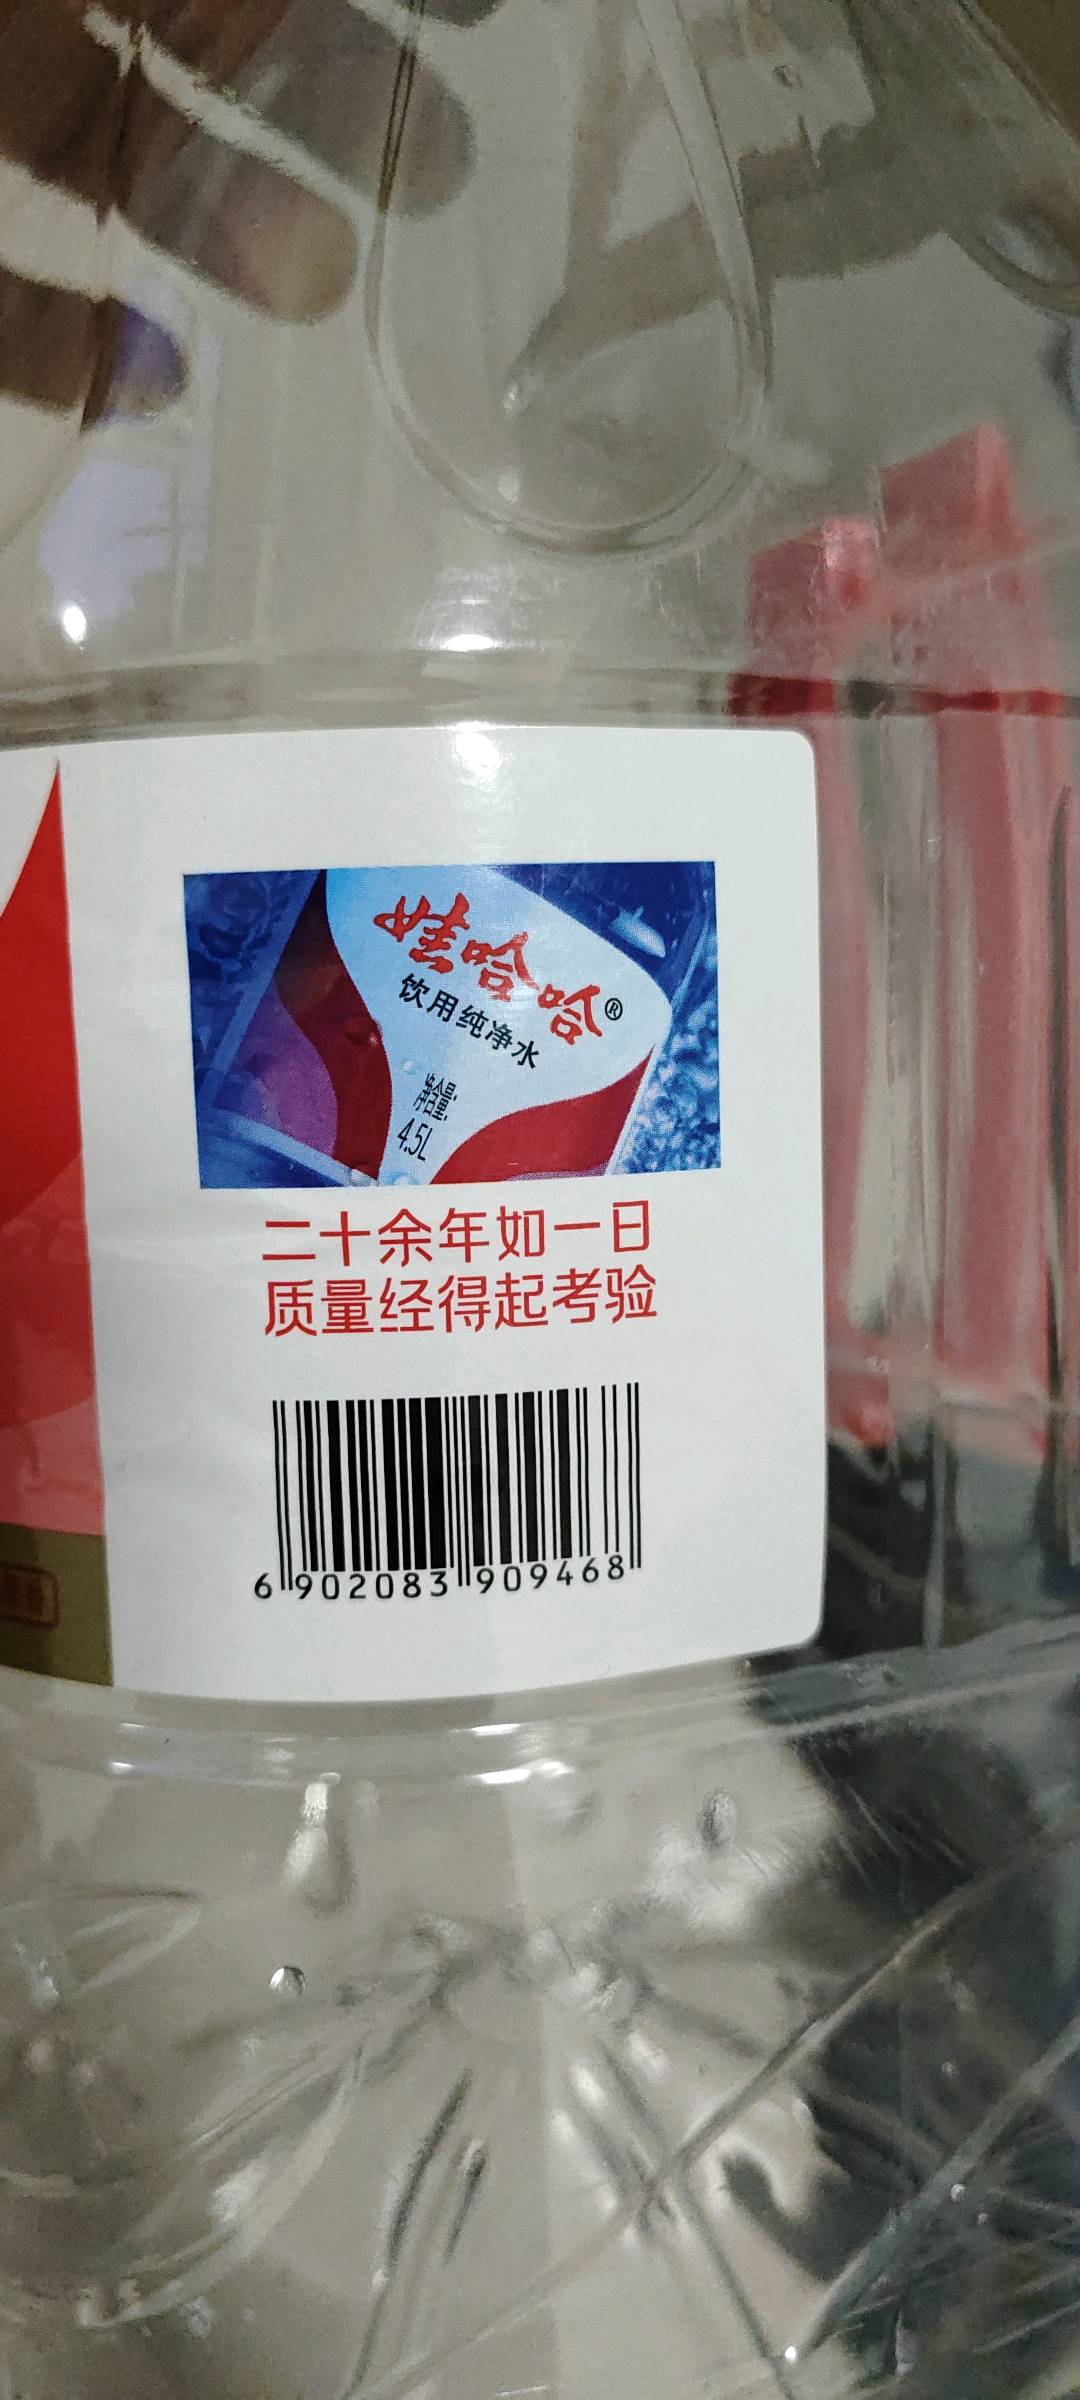 娃哈哈®
饮用纯净水
净含量
4.5L
二十余年如一日
质量经得起考验
6 902083 909468